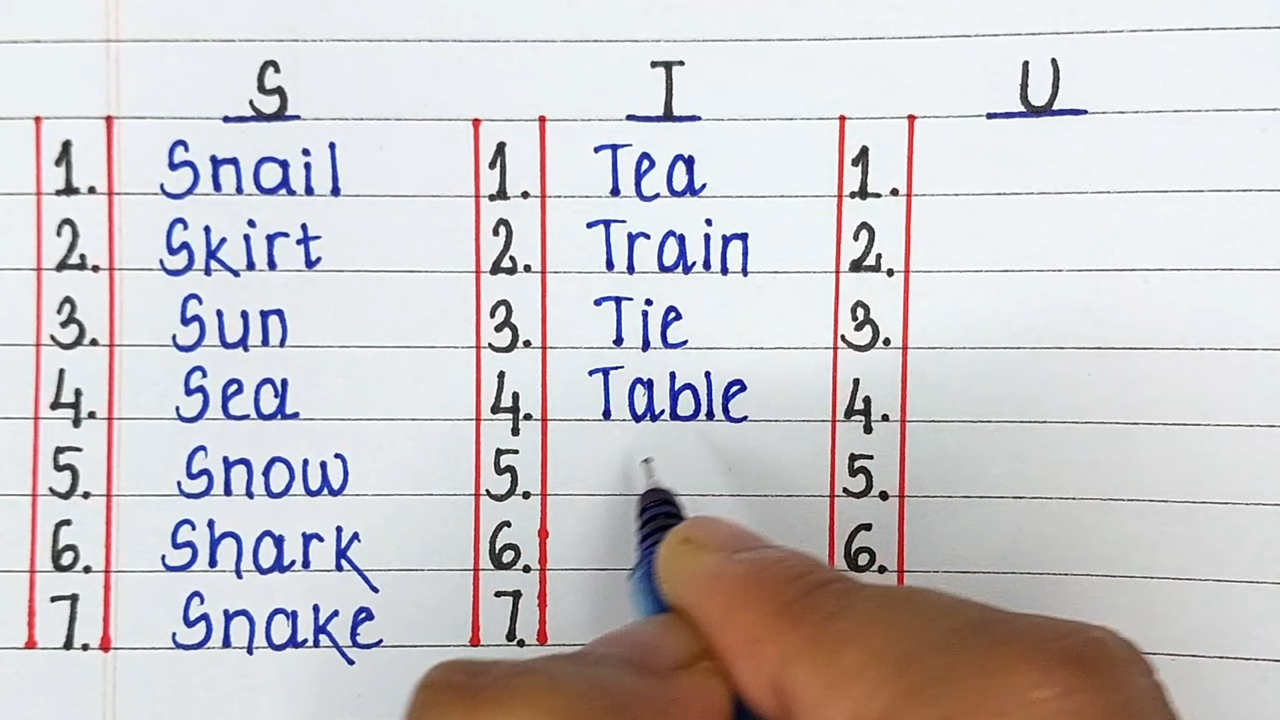 S T U
1. Snail 1. Tea 1.
2. Skirt 2. Train 2.
3. Sun 3. Tie 3.
4. Sea 4. Table 4.
5. Snow 5. 5.
6. Shark 6. 6.
7. Snake 7.